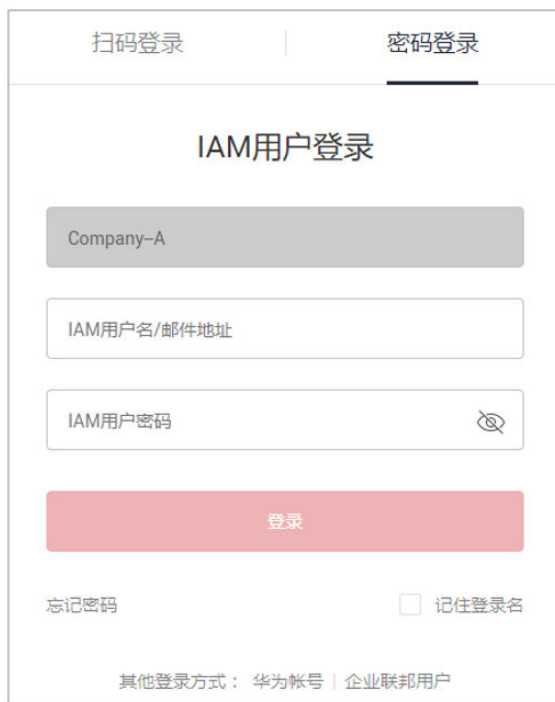 扫码登录 密码登录
IAM用户登录
Company–A
IAM用户名/邮件地址
IAM用户密码
登录
忘记密码 记住登录名
其他登录方式： 华为帐号 | 企业联邦用户